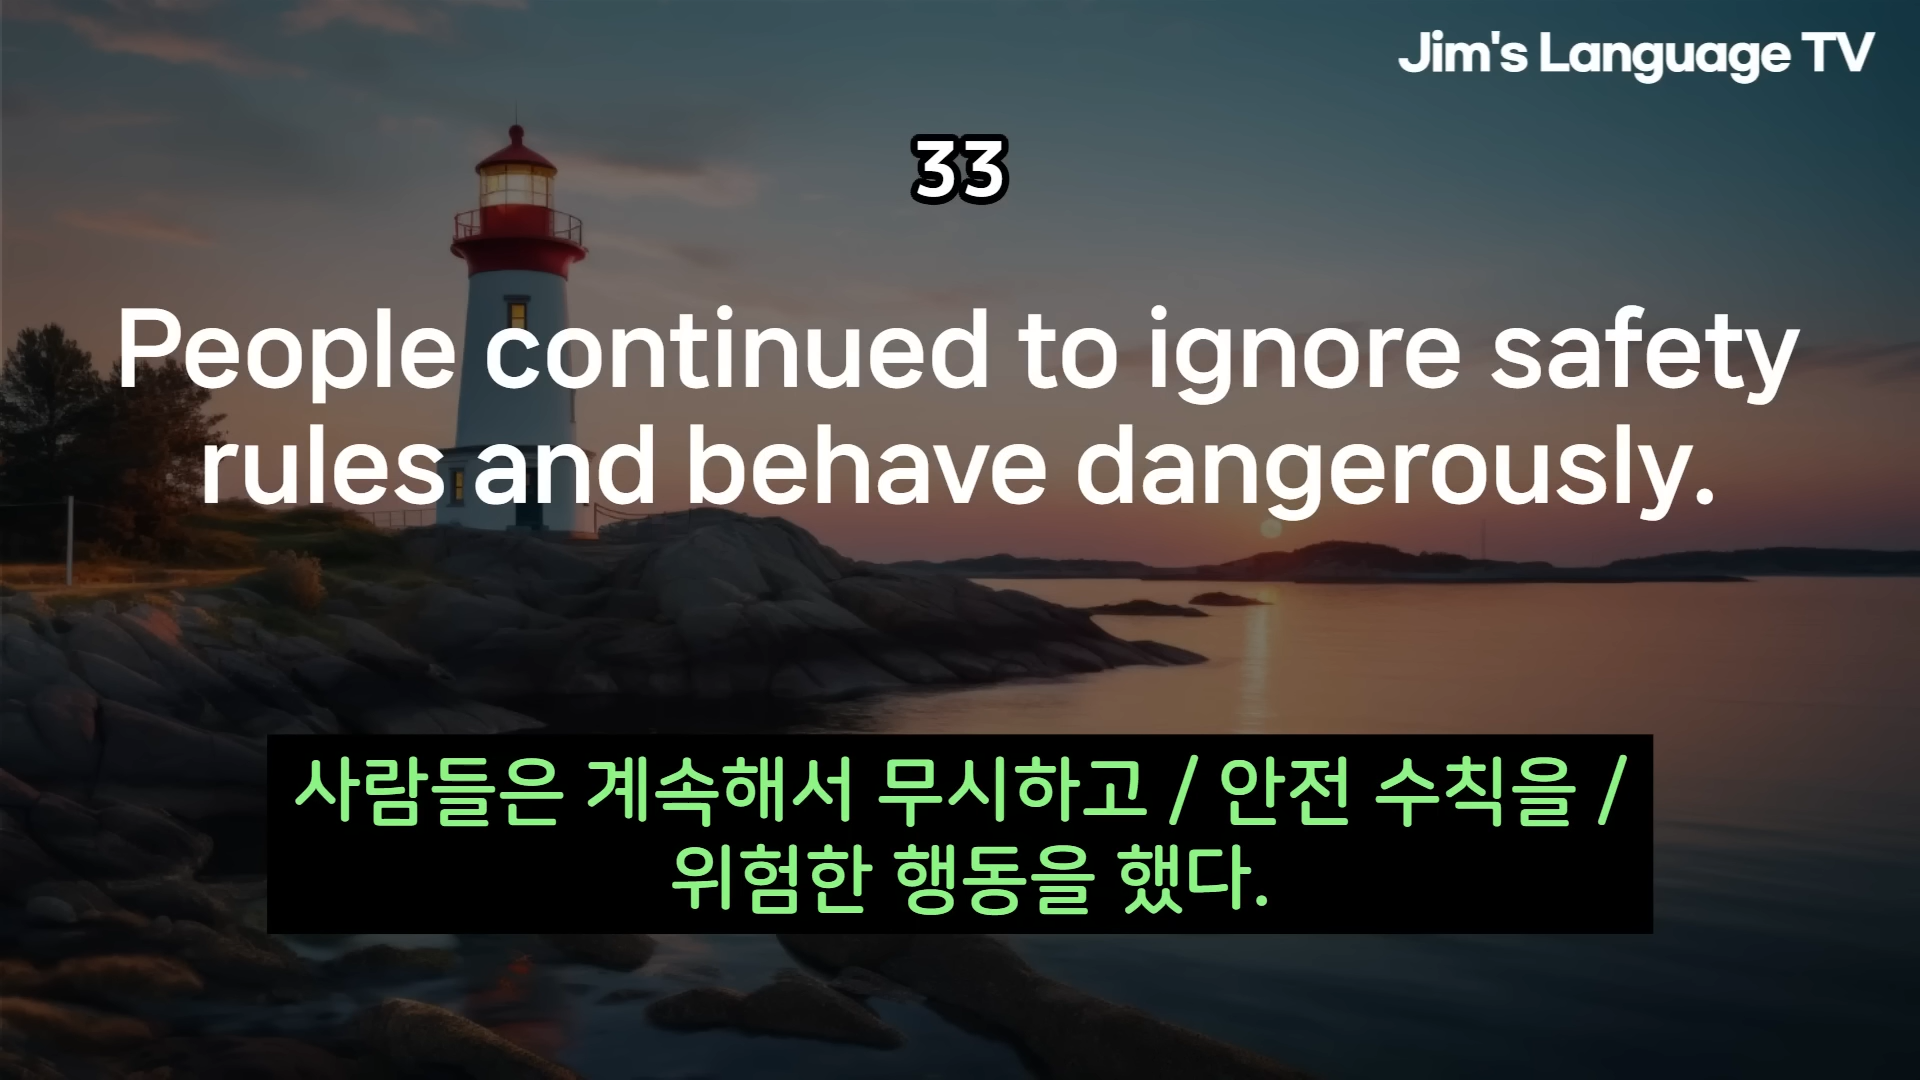 Jim's Language TV
33
People continued to ignore safety
rules and behave dangerously.
사람들은 계속해서 무시하고 / 안전 수칙을 /
위험한 행동을 했다.